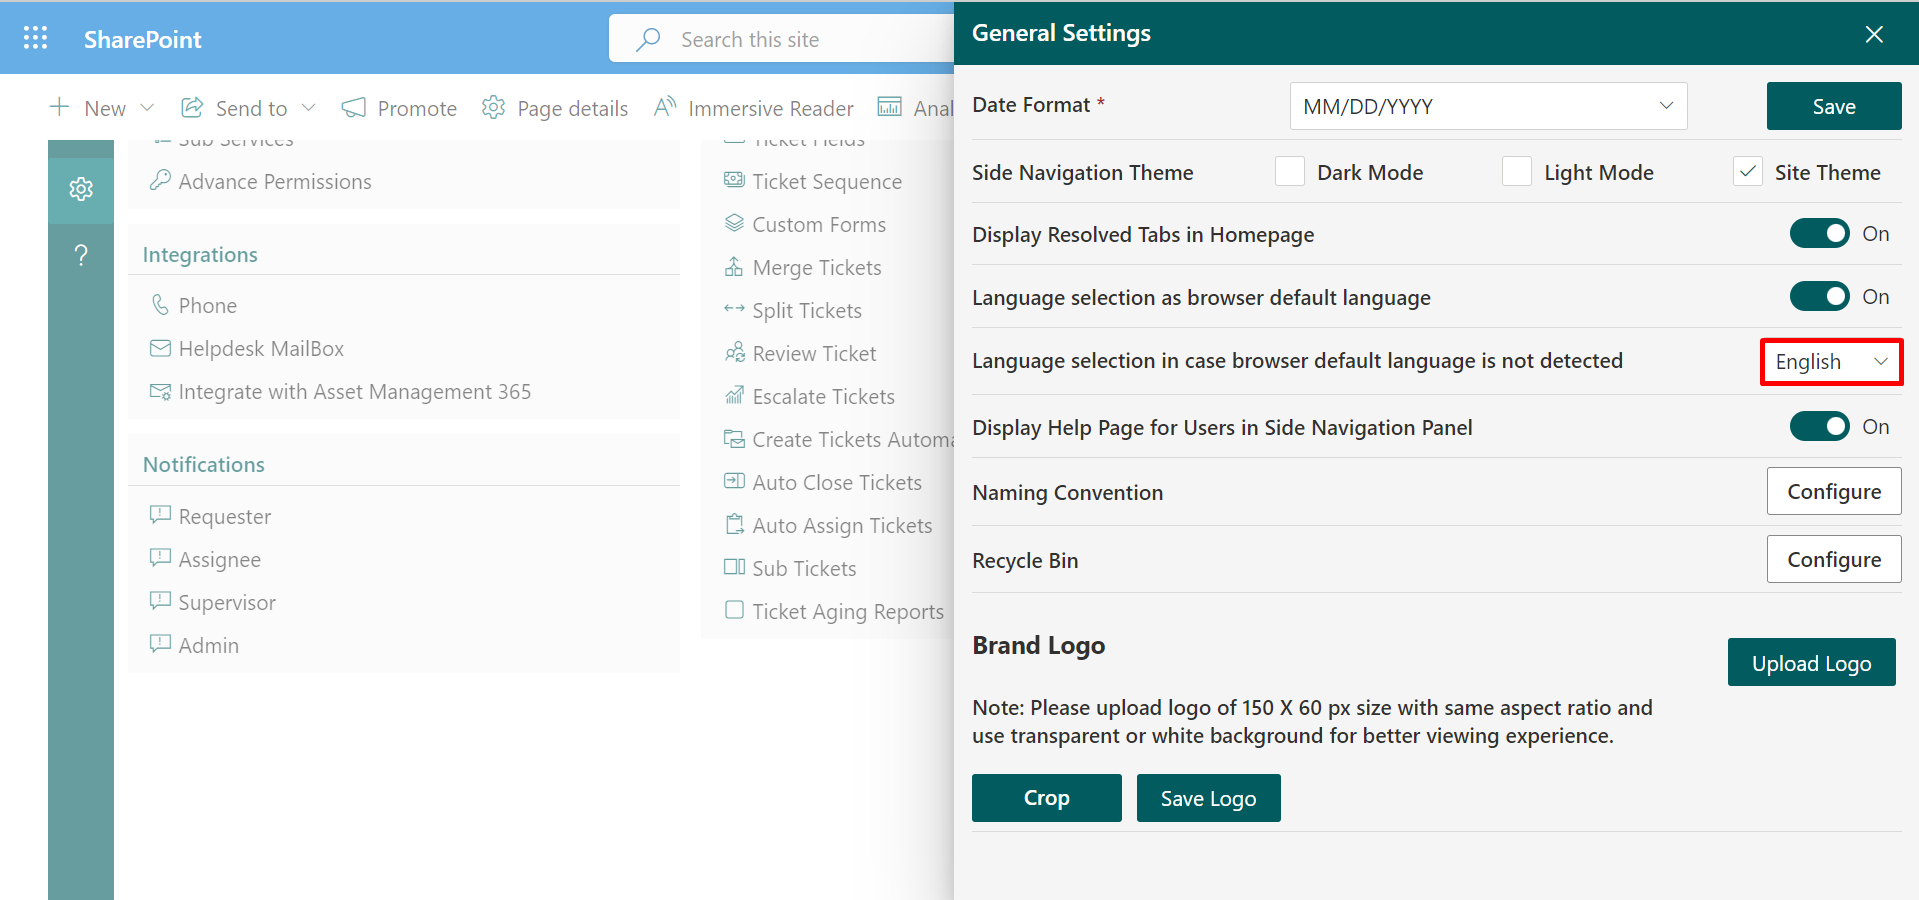 SharePoint
Search this site
New
Send to
Promote
Page details
Immersive Reader
Anal
Sub Services
Advance Permissions
Integrations
Phone
Helpdesk MailBox
Integrate with Asset Management 365
Notifications
Requester
Assignee
Supervisor
Admin
Ticket Fields
Ticket Sequence
Custom Forms
Merge Tickets
Split Tickets
Review Ticket
Escalate Tickets
Create Tickets Automa
Auto Close Tickets
Auto Assign Tickets
Sub Tickets
Ticket Aging Reports
General Settings
Date Format * MM/DD/YYYY Save
Side Navigation Theme Dark Mode Light Mode Site Theme
Display Resolved Tabs in Homepage On
Language selection as browser default language On
Language selection in case browser default language is not detected English
Display Help Page for Users in Side Navigation Panel On
Naming Convention Configure
Recycle Bin Configure
Brand Logo
Upload Logo
Note: Please upload logo of 150 X 60 px size with same aspect ratio and
use transparent or white background for better viewing experience.
Crop Save Logo